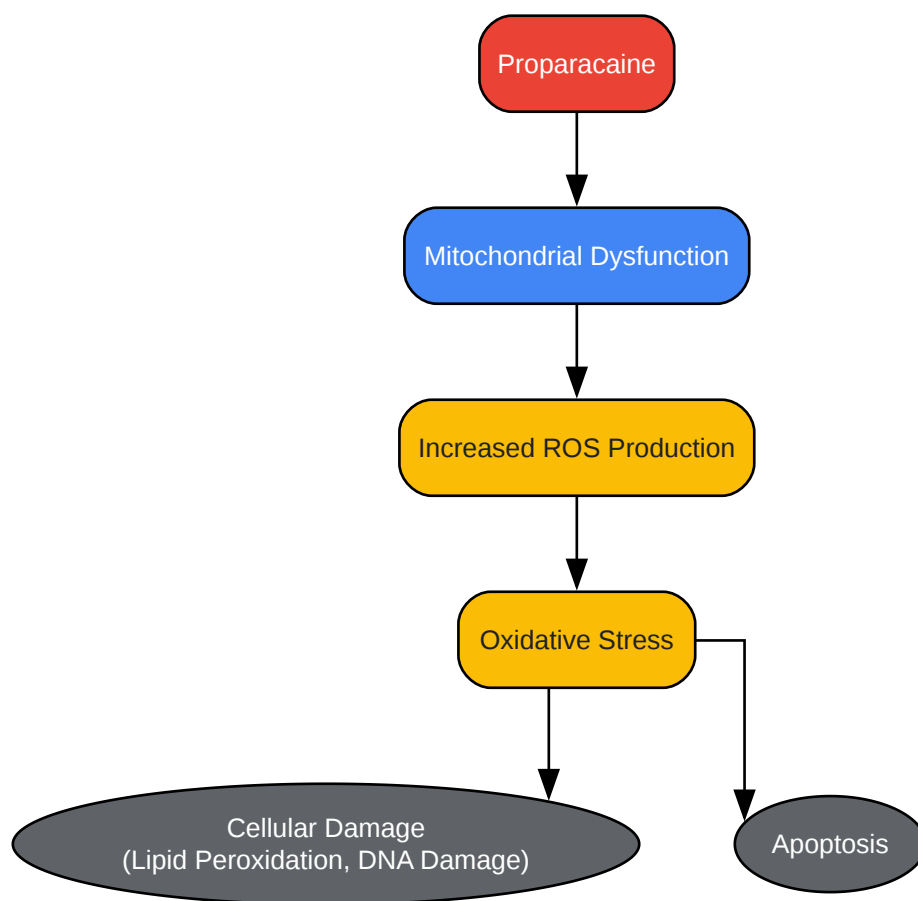 Proparacaine
Mitochondrial Dysfunction
Increased ROS Production
Oxidative Stress
Cellular Damage
(Lipid Peroxidation, DNA Damage)
Apoptosis